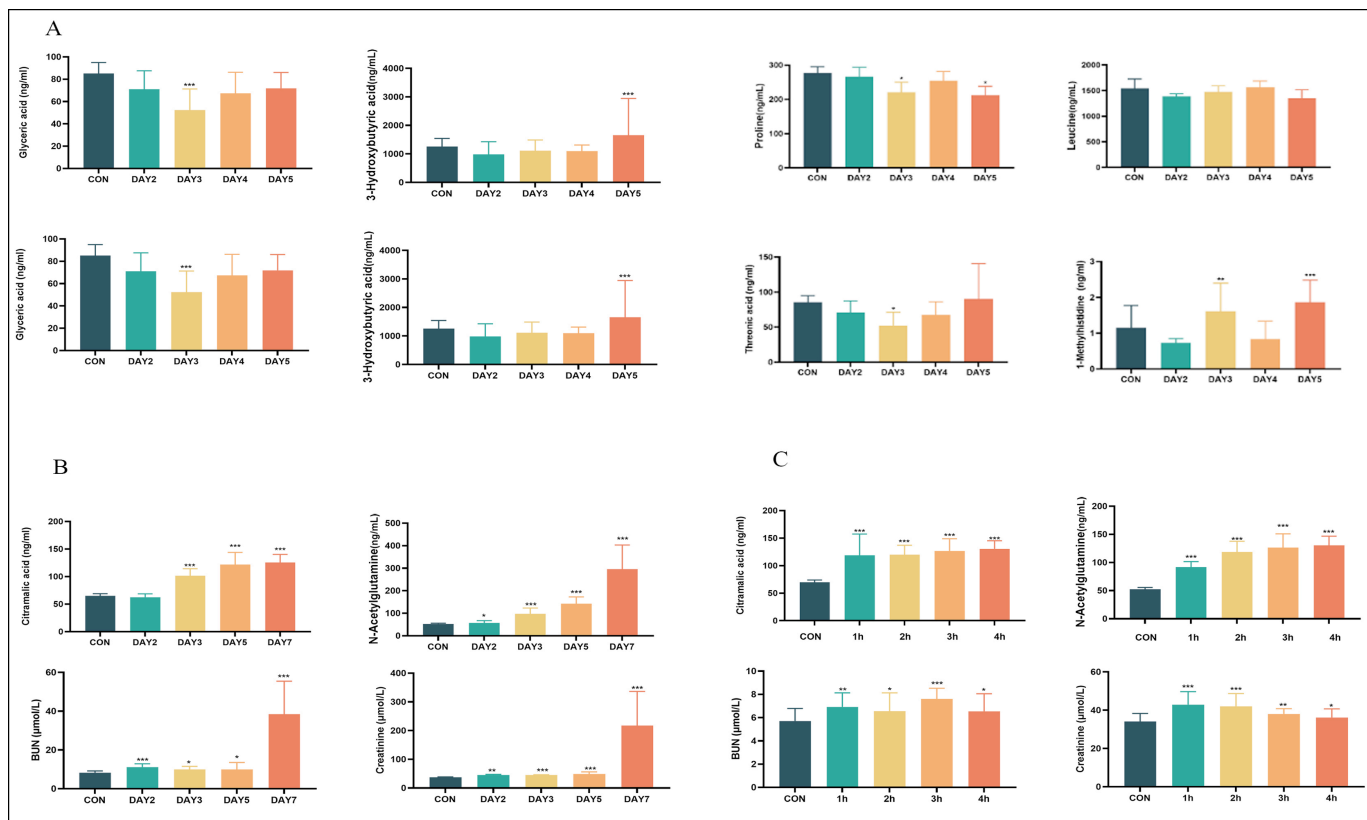 A
Glyceric acid (ng/ml)
100
80
60
40
20
0
***
CON DAY2 DAY3 DAY4 DAY5
3-Hydroxybutyric acid(ng/mL)
4000
3000
2000
1000
0
***
CON DAY2 DAY3 DAY4 DAY5
Proline(ng/mL)
300
200
100
0
* *
CON DAY2 DAY3 DAY4 DAY5
Leucine(ng/mL)
2000
1500
1000
500
0
CON DAY2 DAY3 DAY4 DAY5
Glyceric acid (ng/ml)
100
80
60
40
20
0
***
CON DAY2 DAY3 DAY4 DAY5
3-Hydroxybutyric acid(ng/mL)
4000
3000
2000
1000
0
***
CON DAY2 DAY3 DAY4 DAY5
Threonic acid (ng/ml)
150
100
50
0
*
CON DAY2 DAY3 DAY4 DAY5
1-Methylhistidine (ng/ml)
3
2
1
0
** ***
CON DAY2 DAY3 DAY4 DAY5
B
Citramalic acid (ng/ml)
200
150
100
50
0
*** *** ***
CON DAY2 DAY3 DAY5 DAY7
N-Acetylglutamine(ng/mL)
500
400
300
200
100
0
* *** *** ***
CON DAY2 DAY3 DAY5 DAY7
BUN (μmol/L)
60
40
20
0
*** * * ***
CON DAY2 DAY3 DAY5 DAY7
Creatinine (μmol/L)
400
300
200
100
0
** *** *** ***
CON DAY2 DAY3 DAY5 DAY7
C
Citramalic acid (ng/ml)
200
150
100
50
0
*** *** *** ***
CON 1h 2h 3h 4h
N-Acetylglutamine(ng/mL)
200
150
100
50
0
*** *** *** ***
CON 1h 2h 3h 4h
BUN (μmol/L)
10
8
6
4
2
0
** * *** *
CON 1h 2h 3h 4h
Creatinine (μmol/L)
60
40
20
0
*** *** ** *
CON 1h 2h 3h 4h